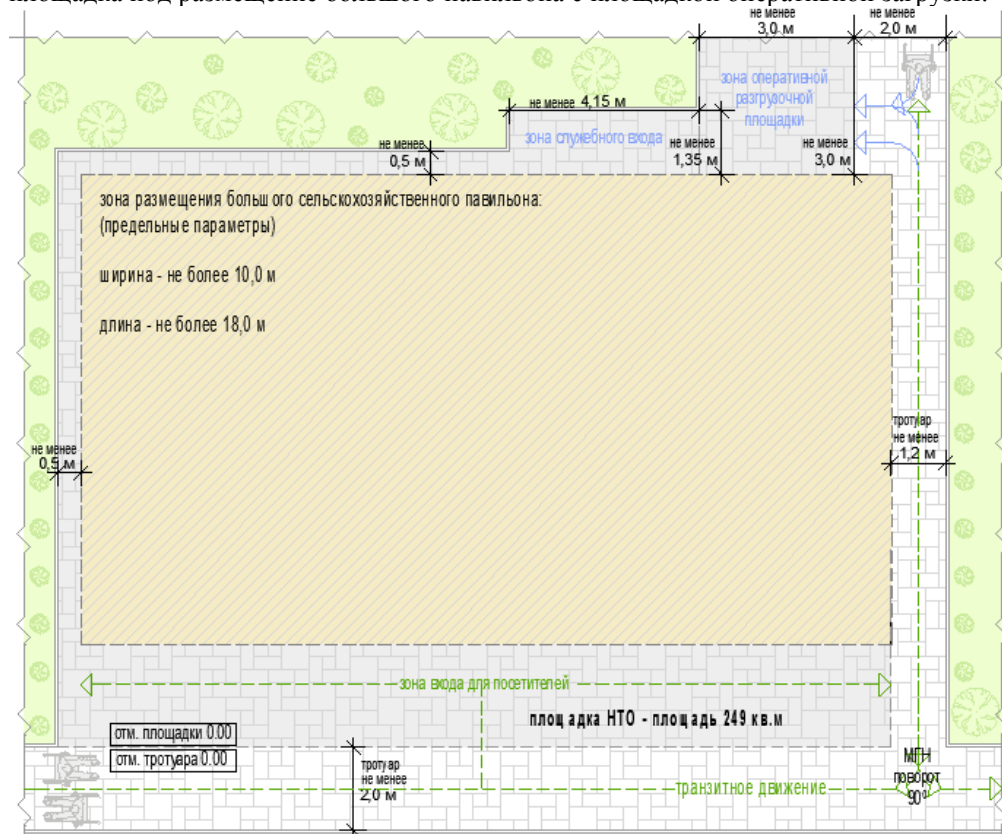 площадка под размещение большого павильона с площадкой оперативной загрузки.
не менее
3,0 м
не менее
2,0 м
зона оперативной
разгрузочной
площадки
не менее 4,15 м
зона служебного входа
не менее
0,5 м
не менее
1,35 м
не менее
3,0 м
зона размещения большого сельскохозяйственного павильона:
(предельные параметры)
ширина - не более 10,0 м
длина - не более 18,0 м
не менее
0,5 м
тротуар
не менее
1,2 м
зона входа для посетителей
площадка НТО - площадь 249 кв.м
отм. площадки 0.00
отм. тротуара 0.00
тротуар
не менее
2,0 м
транзитное движение
МГН
поворот
90°